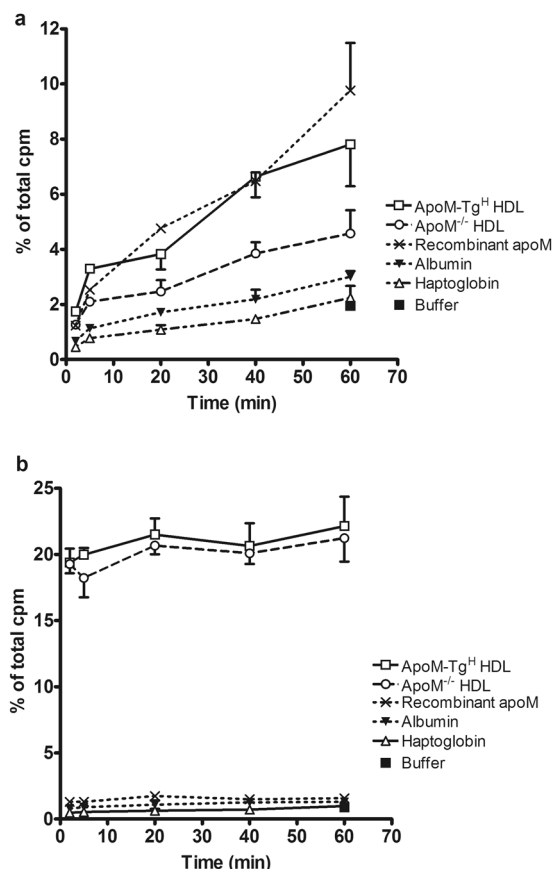 a
% of total cpm
12
10
8
6
4
2
0
0 10 20 30 40 50 60 70
Time (min)
ApoM-Tg^H HDL
ApoM^-/- HDL
Recombinant apoM
Albumin
Haptoglobin
Buffer
b
% of total cpm
25
20
15
10
5
0
0 10 20 30 40 50 60 70
Time (min)
ApoM-Tg^H HDL
ApoM^-/- HDL
Recombinant apoM
Albumin
Haptoglobin
Buffer